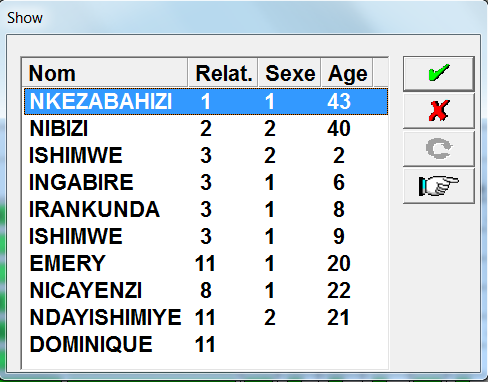 Show
Nom Relat. Sexe Age
NKEZABAHIZI 1 1 43
NIBIZI 2 2 40
ISHIMWE 3 2 2
INGABIRE 3 1 6
IRANKUNDA 3 1 8
ISHIMWE 3 1 9
EMERY 11 1 20
NICAYENZI 8 1 22
NDAYISHIMIYE 11 2 21
DOMINIQUE 11